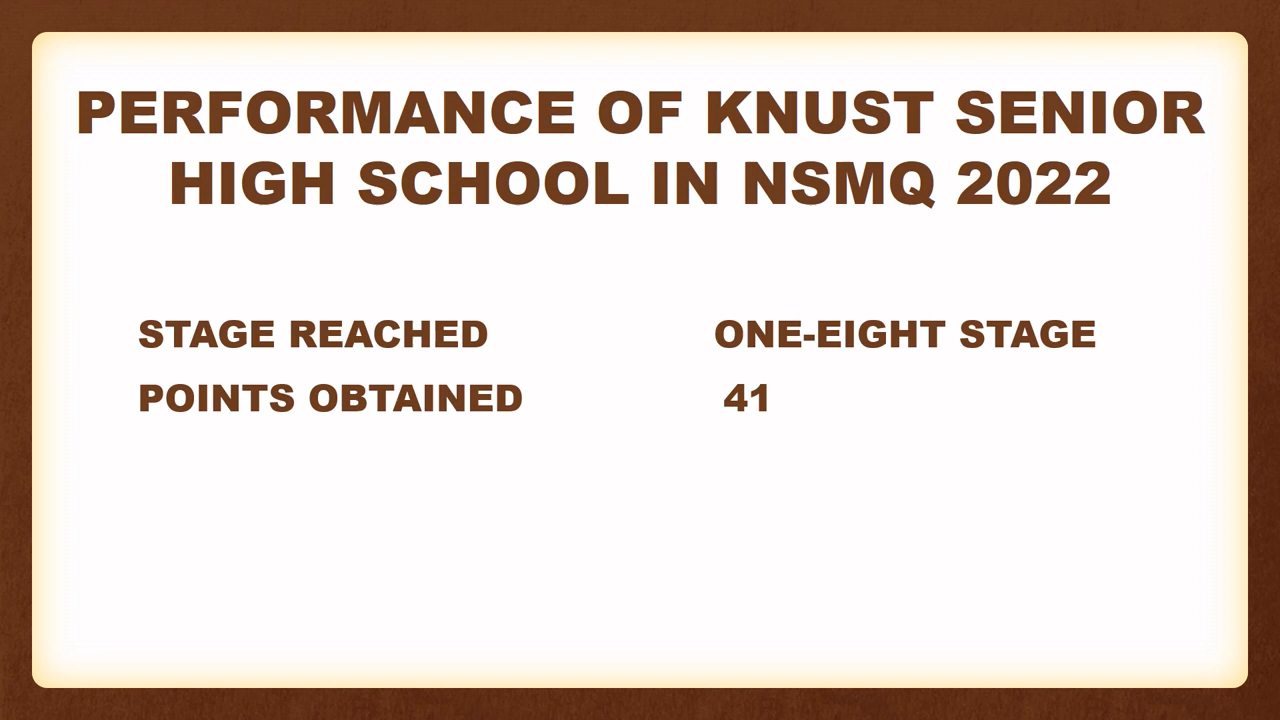 PERFORMANCE OF KNUST SENIOR
HIGH SCHOOL IN NSMQ 2022
STAGE REACHED ONE-EIGHT STAGE
POINTS OBTAINED 41